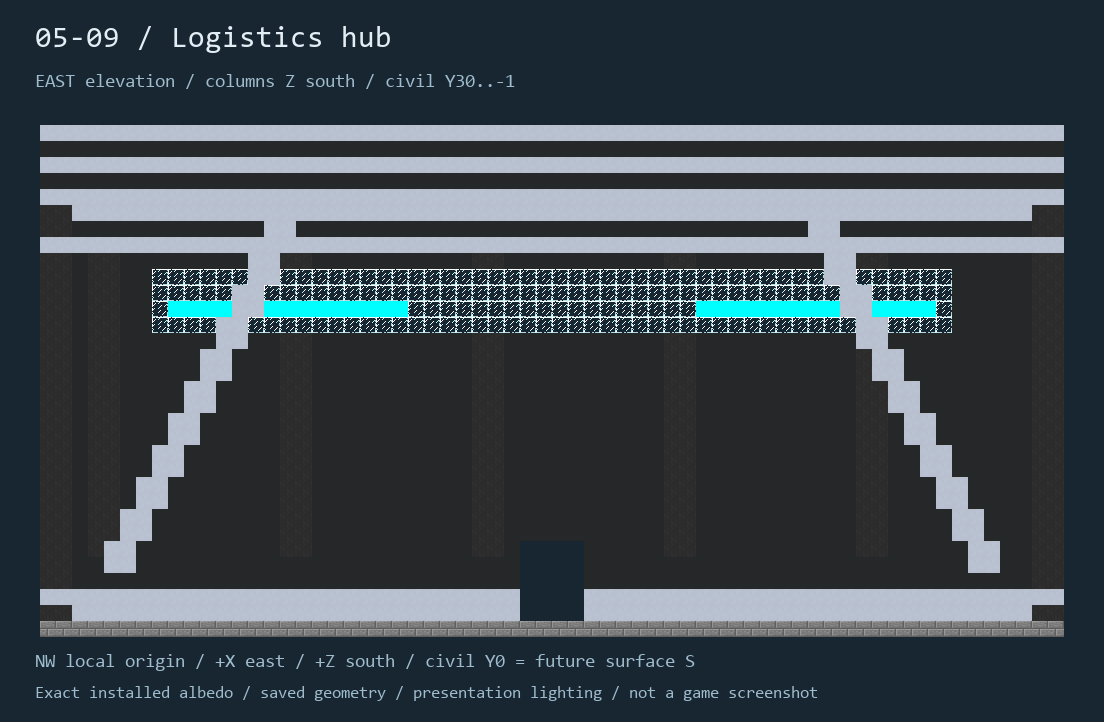 05-09 / Logistics hub
EAST elevation / columns Z south / civil Y30..-1
NW local origin / +X east / +Z south / civil Y0 = future surface S
Exact installed albedo / saved geometry / presentation lighting / not a game screenshot